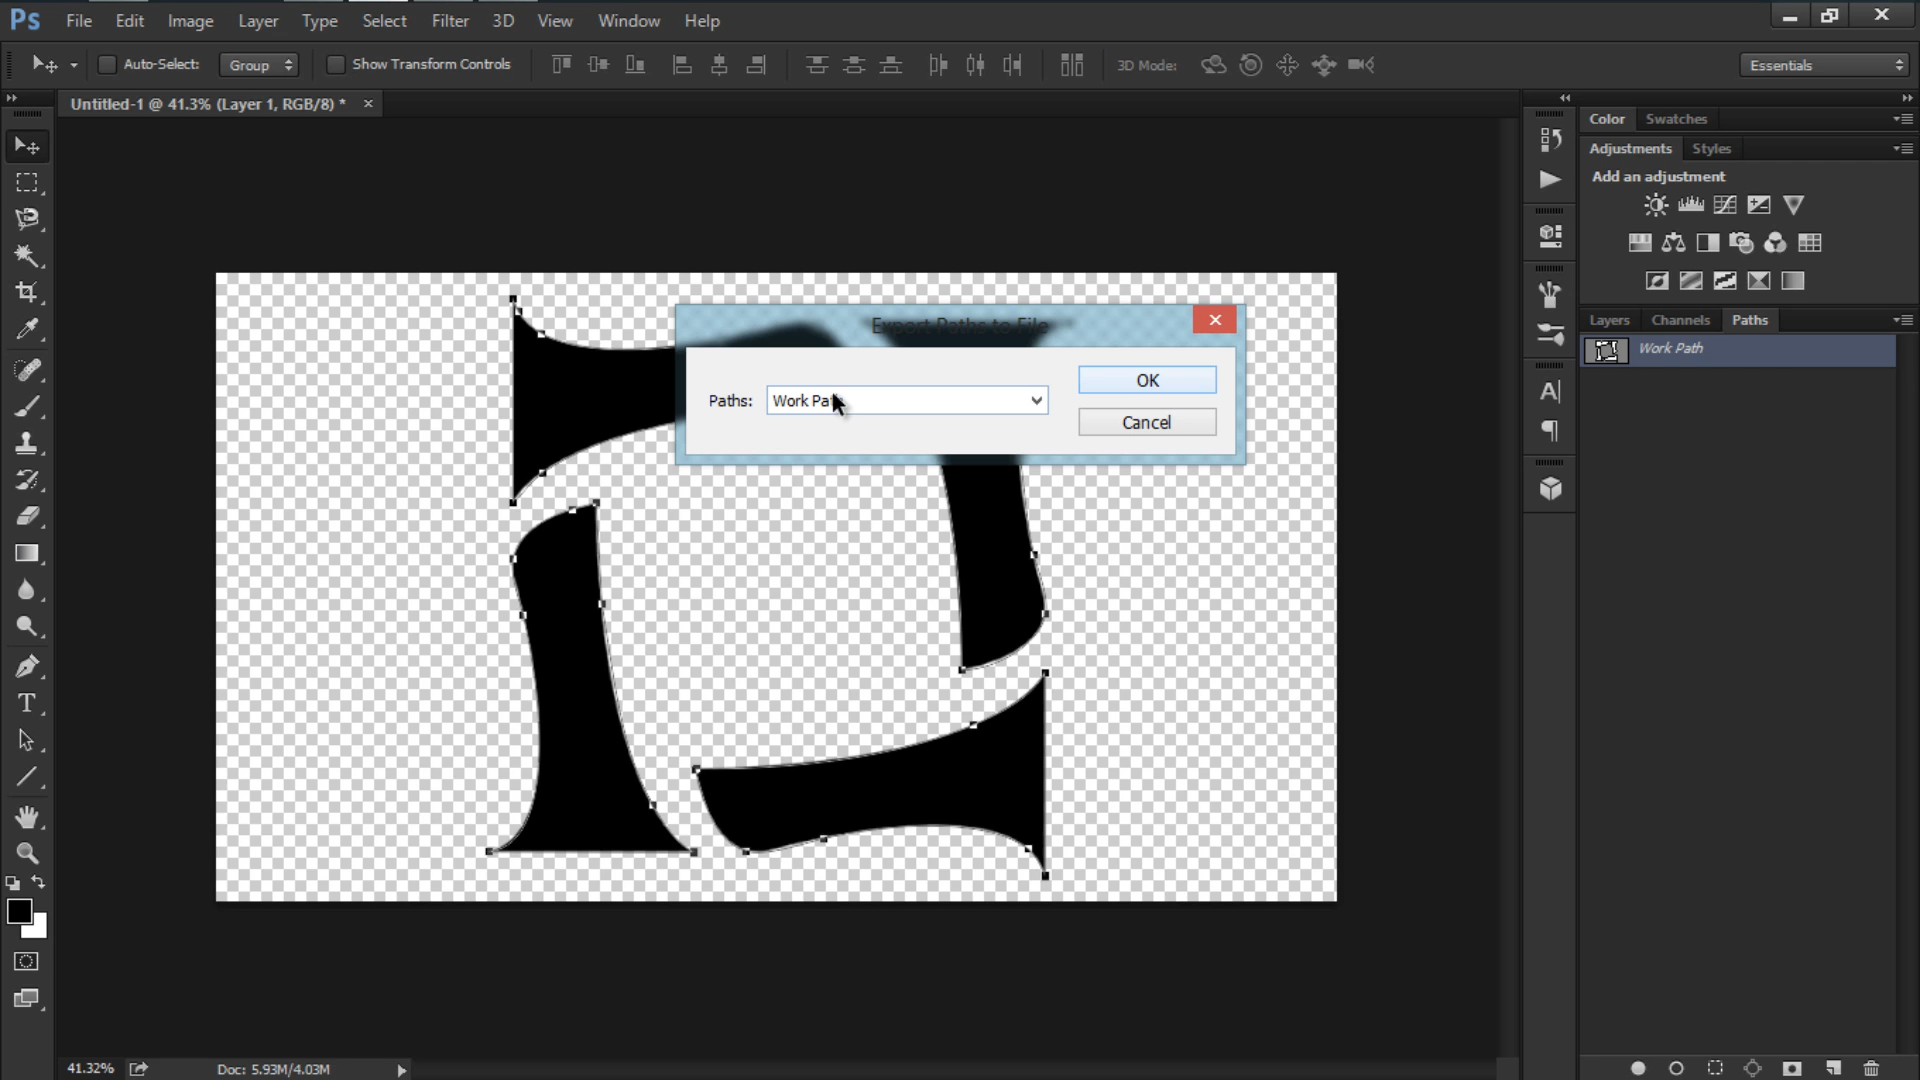 Ps File Edit Image Layer Type Select Filter 3D View Window Help
Auto-Select: Group Show Transform Controls 3D Mode: Essentials
Untitled-1 @ 41.3% (Layer 1, RGB/8) * ×
Color Swatches
Adjustments Styles
Add an adjustment
Layers Channels Paths
Work Path
Export Paths to File
Paths: Work Path
OK
Cancel
41.32% Doc: 5.93M/4.03M